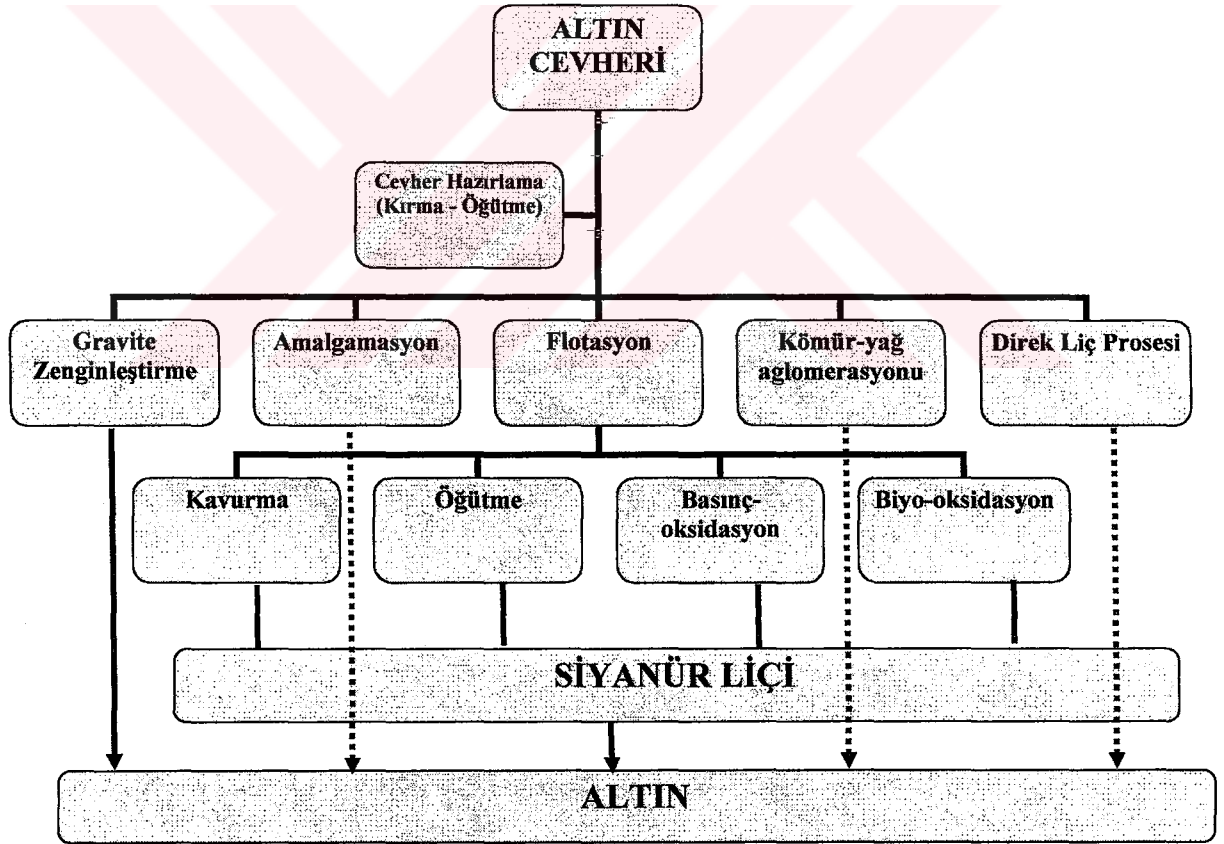 ALTIN
CEVHERİ
Cevher Hazırlama
(Kırma - Öğütme)
Gravite
Zenginleştirme
Amalgamasyon
Flotasyon
Kömür-yağ
aglomerasyonu
Direk Liç Prosesi
Kavurma
Öğütme
Basınç-
oksidasyon
Biyo-oksidasyon
SİYANÜR LİÇİ
ALTIN